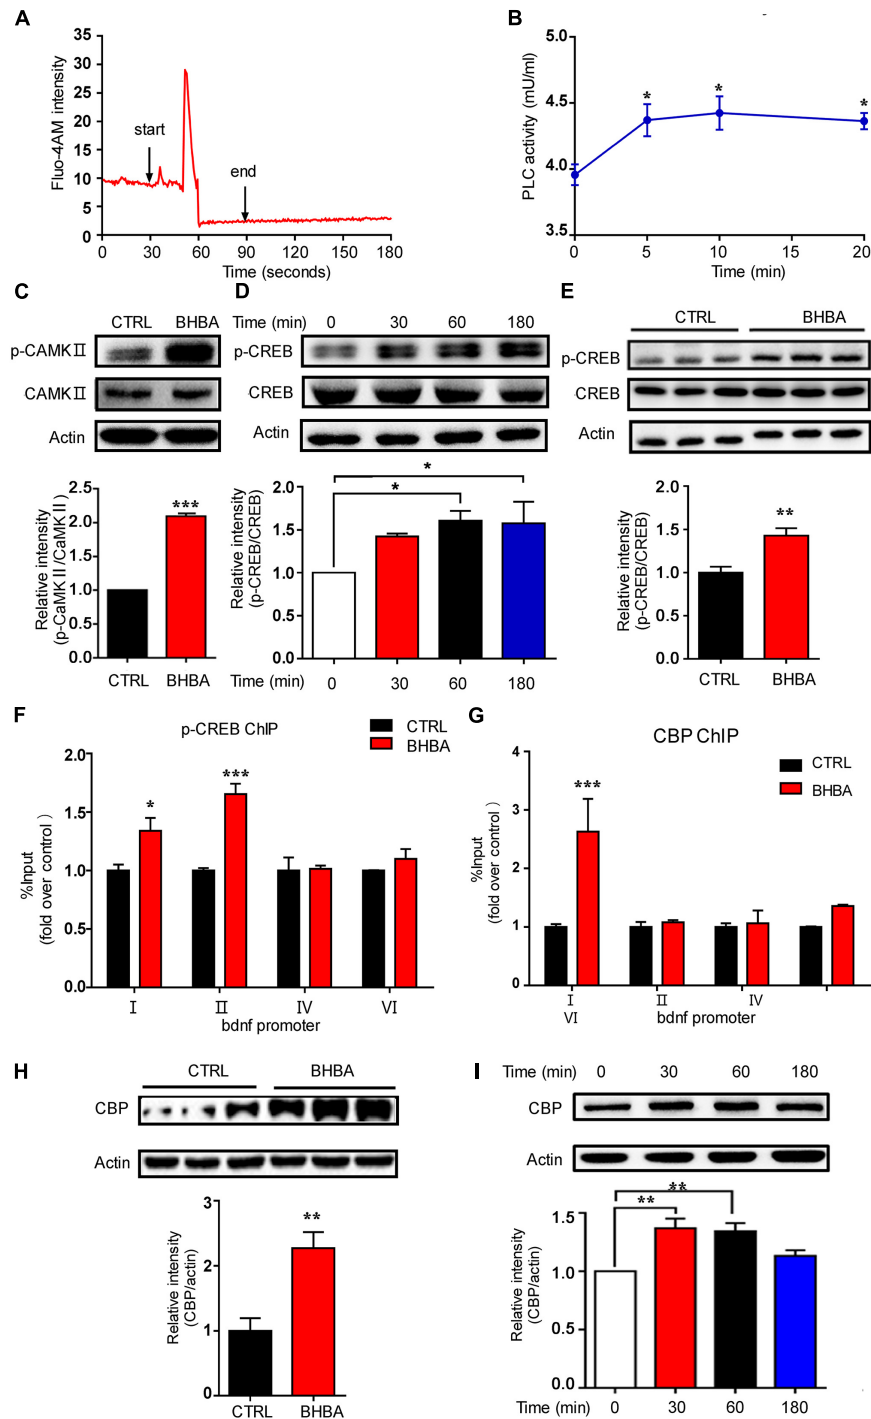 A
Fluo-4AM intensity
35
30
25
20
15
10
5
0
start
end
0 30 60 90 120 150 180
Time (seconds)
B
PLC activity (mU/ml)
5.0
4.5
4.0
3.5
* * *
0 5 10 15 20
Time (min)
C
CTRL BHBA
p-CAMKⅡ
CAMKⅡ
Actin
Relative intensity
(p-CaMKⅡ/CaMKⅡ)
2.5
2.0
1.5
1.0
0.5
0.0
***
CTRL BHBA
D
Time (min) 0 30 60 180
p-CREB
CREB
Actin
Relative intensity
(p-CREB/CREB)
2.0
1.5
1.0
0.5
0.0
*
*
Time (min) 0 30 60 180
E
CTRL BHBA
p-CREB
CREB
Actin
Relative intensity
(p-CREB/CREB)
2.0
1.5
1.0
0.5
0.0
**
CTRL BHBA
F
p-CREB ChIP
CTRL
BHBA
%Input
(fold over control)
2.0
1.5
1.0
0.5
0.0
* ***
Ⅰ Ⅱ Ⅳ Ⅵ
bdnf promoter
G
CBP ChIP
CTRL
BHBA
%Input
(fold over control)
4
3
2
1
0
***
Ⅰ Ⅱ Ⅳ
Ⅵ bdnf promoter
H
CTRL BHBA
CBP
Actin
Relative intensity
(CBP/actin)
3
2
1
0
**
CTRL BHBA
I
Time (min) 0 30 60 180
CBP
Actin
Relative intensity
(CBP/actin)
1.5
1.0
0.5
0.0
**
**
Time (min) 0 30 60 180